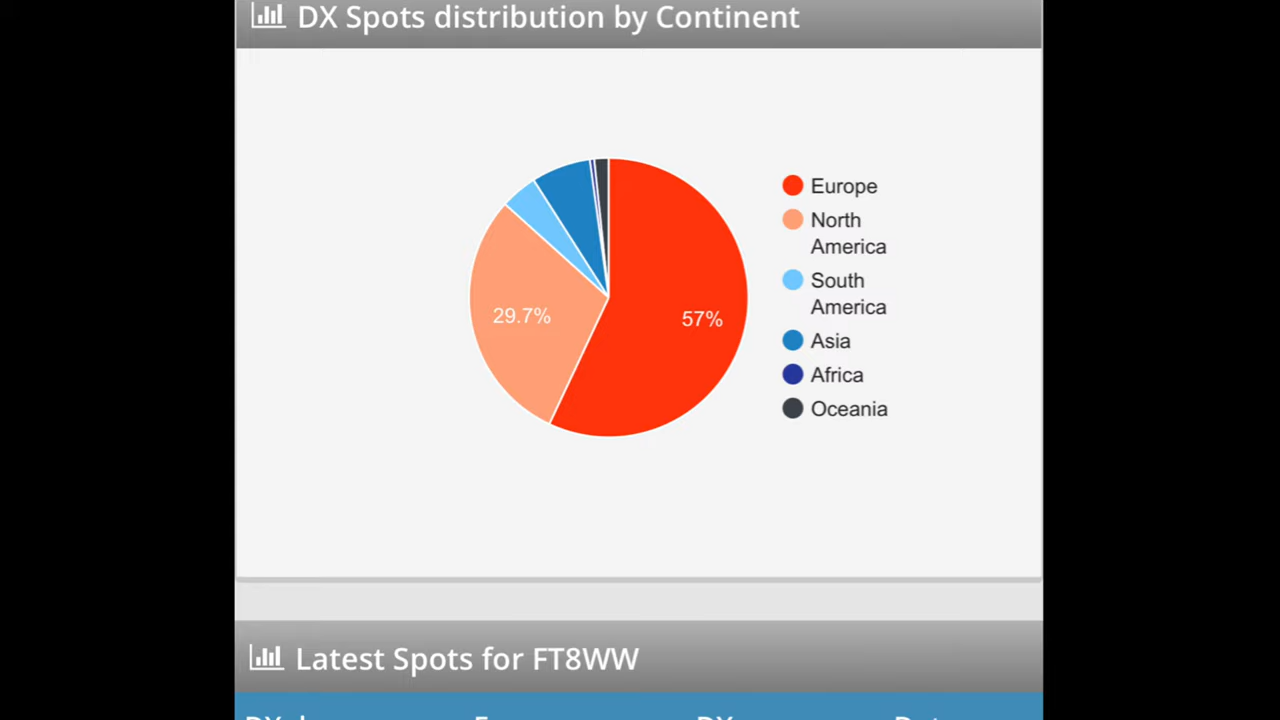 DX Spots distribution by Continent
Europe
North
America
South
America
Asia
Africa
Oceania
29.7%
57%
Latest Spots for FT8WW